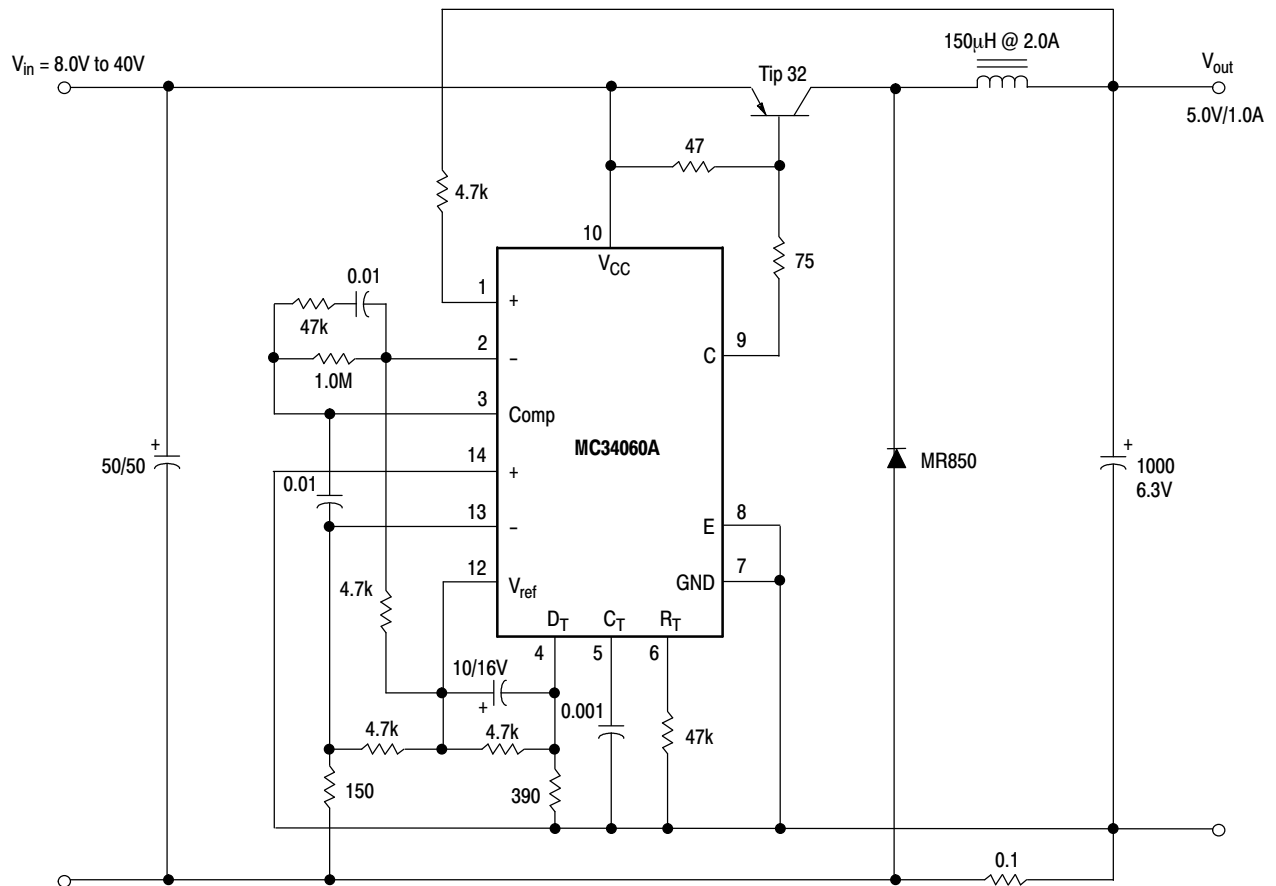 150μH @ 2.0A
V_in = 8.0V to 40V
Tip 32
V_out
5.0V/1.0A
47
4.7k
10
V_CC
75
0.01
47k
1
+
2
−
1.0M
C
9
3
Comp
MC34060A
14
+
+
50/50
MR850
+
1000
6.3V
0.01
13
−
E
8
12
V_ref
GND
7
4.7k
D_T
C_T
R_T
4
5
6
10/16V
+
0.001
4.7k
4.7k
47k
150
390
0.1